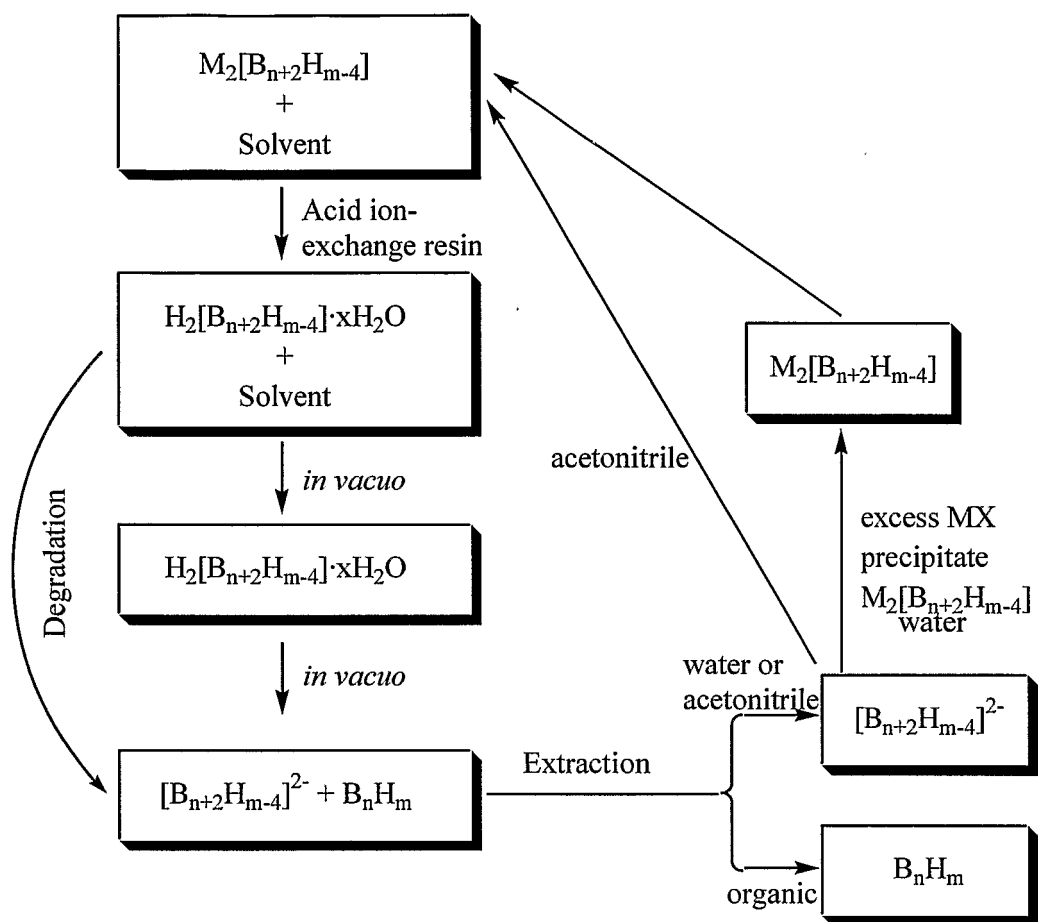 M₂[Bₙ₊₂Hₘ₋₄]
+
Solvent
Acid ion-
exchange resin
H₂[Bₙ₊₂Hₘ₋₄]·xH₂O
+
Solvent
in vacuo
H₂[Bₙ₊₂Hₘ₋₄]·xH₂O
in vacuo
Degradation
[Bₙ₊₂Hₘ₋₄]²⁻ + BₙHₘ
Extraction
water or
acetonitrile
[Bₙ₊₂Hₘ₋₄]²⁻
organic
BₙHₘ
acetonitrile
excess MX
precipitate
M₂[Bₙ₊₂Hₘ₋₄]
water
M₂[Bₙ₊₂Hₘ₋₄]